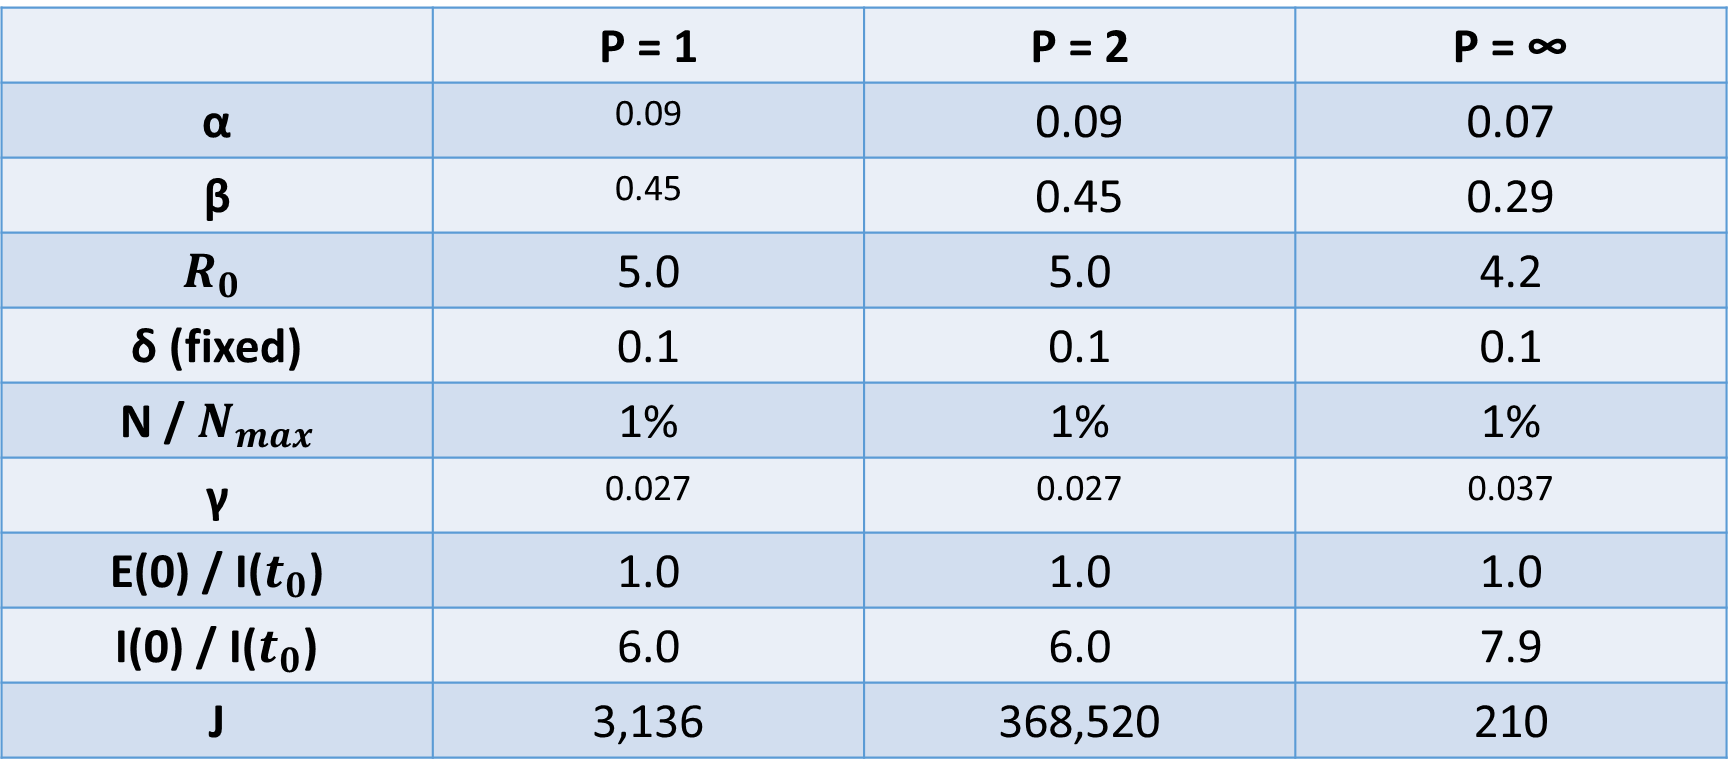 P = 1 P = 2 P = ∞
α 0.09 0.09 0.07
β 0.45 0.45 0.29
R₀ 5.0 5.0 4.2
δ (fixed) 0.1 0.1 0.1
N / Nₘₐₓ 1% 1% 1%
γ 0.027 0.027 0.037
E(0) / I(t₀) 1.0 1.0 1.0
I(0) / I(t₀) 6.0 6.0 7.9
J 3,136 368,520 210